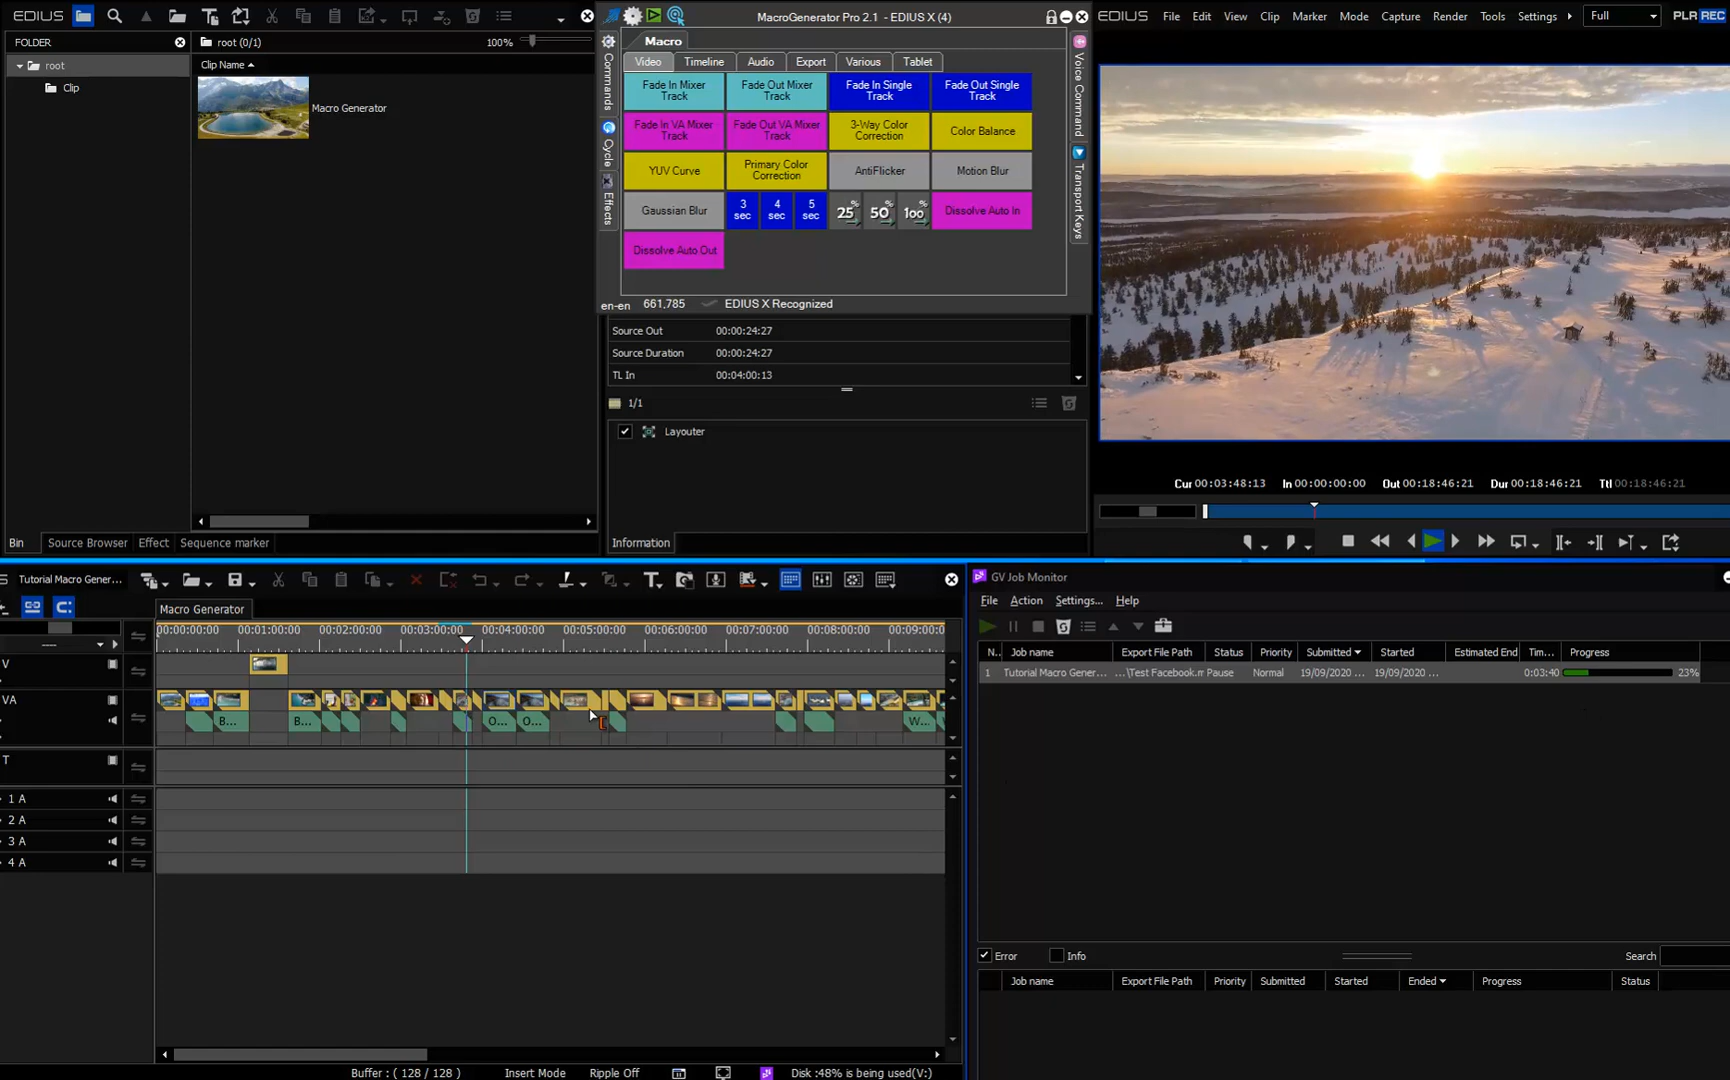 EDIUS
MacroGenerator Pro 2.1 - EDIUS X (4)
EDIUS File Edit View Clip Marker Mode Capture Render Tools Settings Full PLR REC
FOLDER
root (0/1) 100%
Macro
root
Clip
Clip Name
Macro Generator
Commands
Cycle
Effects
Voice Command
Transport Keys
Video Timeline Audio Export Various Tablet
Fade In Mixer Track
Fade Out Mixer Track
Fade In Single Track
Fade Out Single Track
Fade In VA Mixer Track
Fade Out VA Mixer Track
3-Way Color Correction
Color Balance
YUV Curve
Primary Color Correction
AntiFlicker
Motion Blur
Gaussian Blur
3 sec
4 sec
5 sec
25%
50%
100%
Dissolve Auto In
Dissolve Auto Out
en-en 661,785 EDIUS X Recognized
Source Out 00:00:24:27
Source Duration 00:00:24:27
TL In 00:04:00:13
1/1
Layouter
Information
Bin Source Browser Effect Sequence marker
Cur 00:03:48:13 In 00:00:00:00 Out 00:18:46:21 Dur 00:18:46:21 Ttl 00:18:46:21
Tutorial Macro Gener...
Macro Generator
00:00:00:00 00:01:00:00 00:02:00:00 00:03:00:00 00:04:00:00 00:05:00:00 00:06:00:00 00:07:00:00 00:08:00:00 00:09:00:0
V
VA
B... B... O... O... W...
T
1 A
2 A
3 A
4 A
Buffer : ( 128 / 128 ) Insert Mode Ripple Off Disk :48% is being used(V:)
GV Job Monitor
File Action Settings... Help
N.. Job name Export File Path Status Priority Submitted Started Estimated End Tim... Progress
1 Tutorial Macro Gener... ...\Test Facebook.m Pause Normal 19/09/2020 19/09/2020 0:03:40 23%
Error Info Search
Job name Export File Path Priority Submitted Started Ended Progress Status